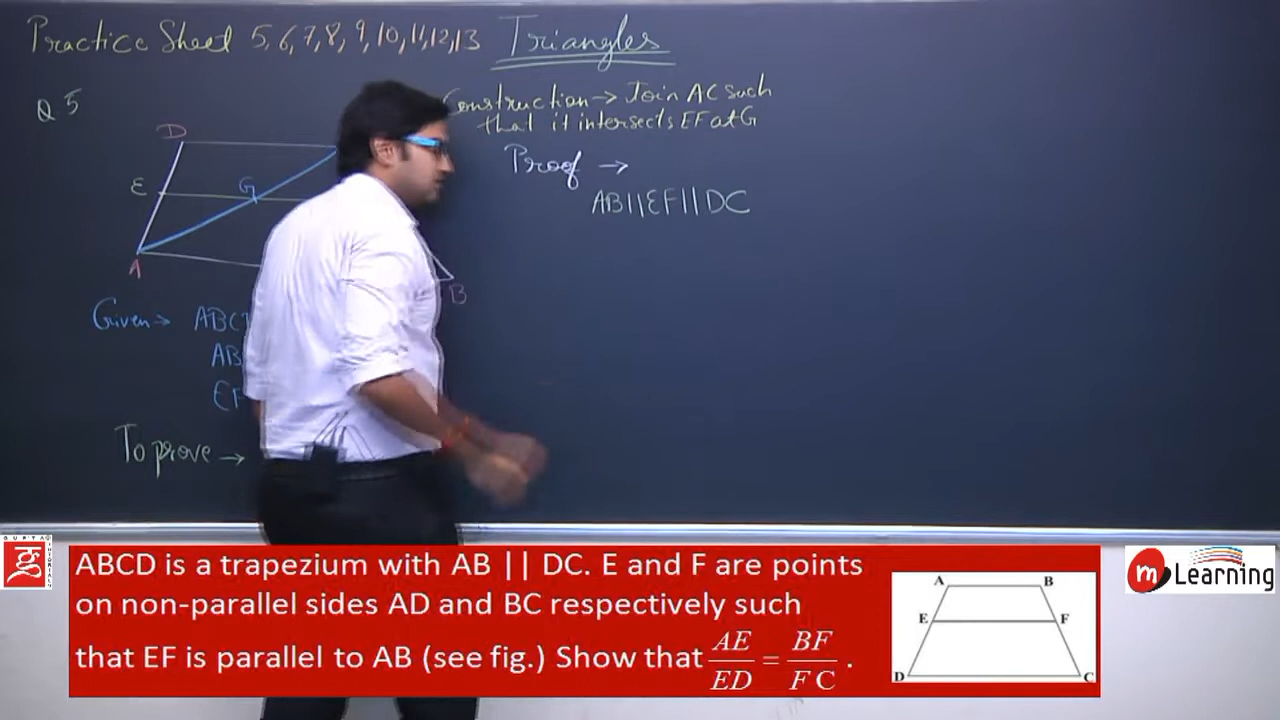 Practice Sheet 5,6,7,8,9,10,11,12,13 Triangles
Q 5
Construction → Join AC such
that it intersects EF at G
Proof →
AB||EF||DC
D
E
G
A
B
Given →
AB
EF
To prove →
ABCD is a trapezium with AB || DC. E and F are points
on non-parallel sides AD and BC respectively such
that EF is parallel to AB (see fig.) Show that AE/ED = BF/FC .
A B
E F
D C
GUPTA
m Learning